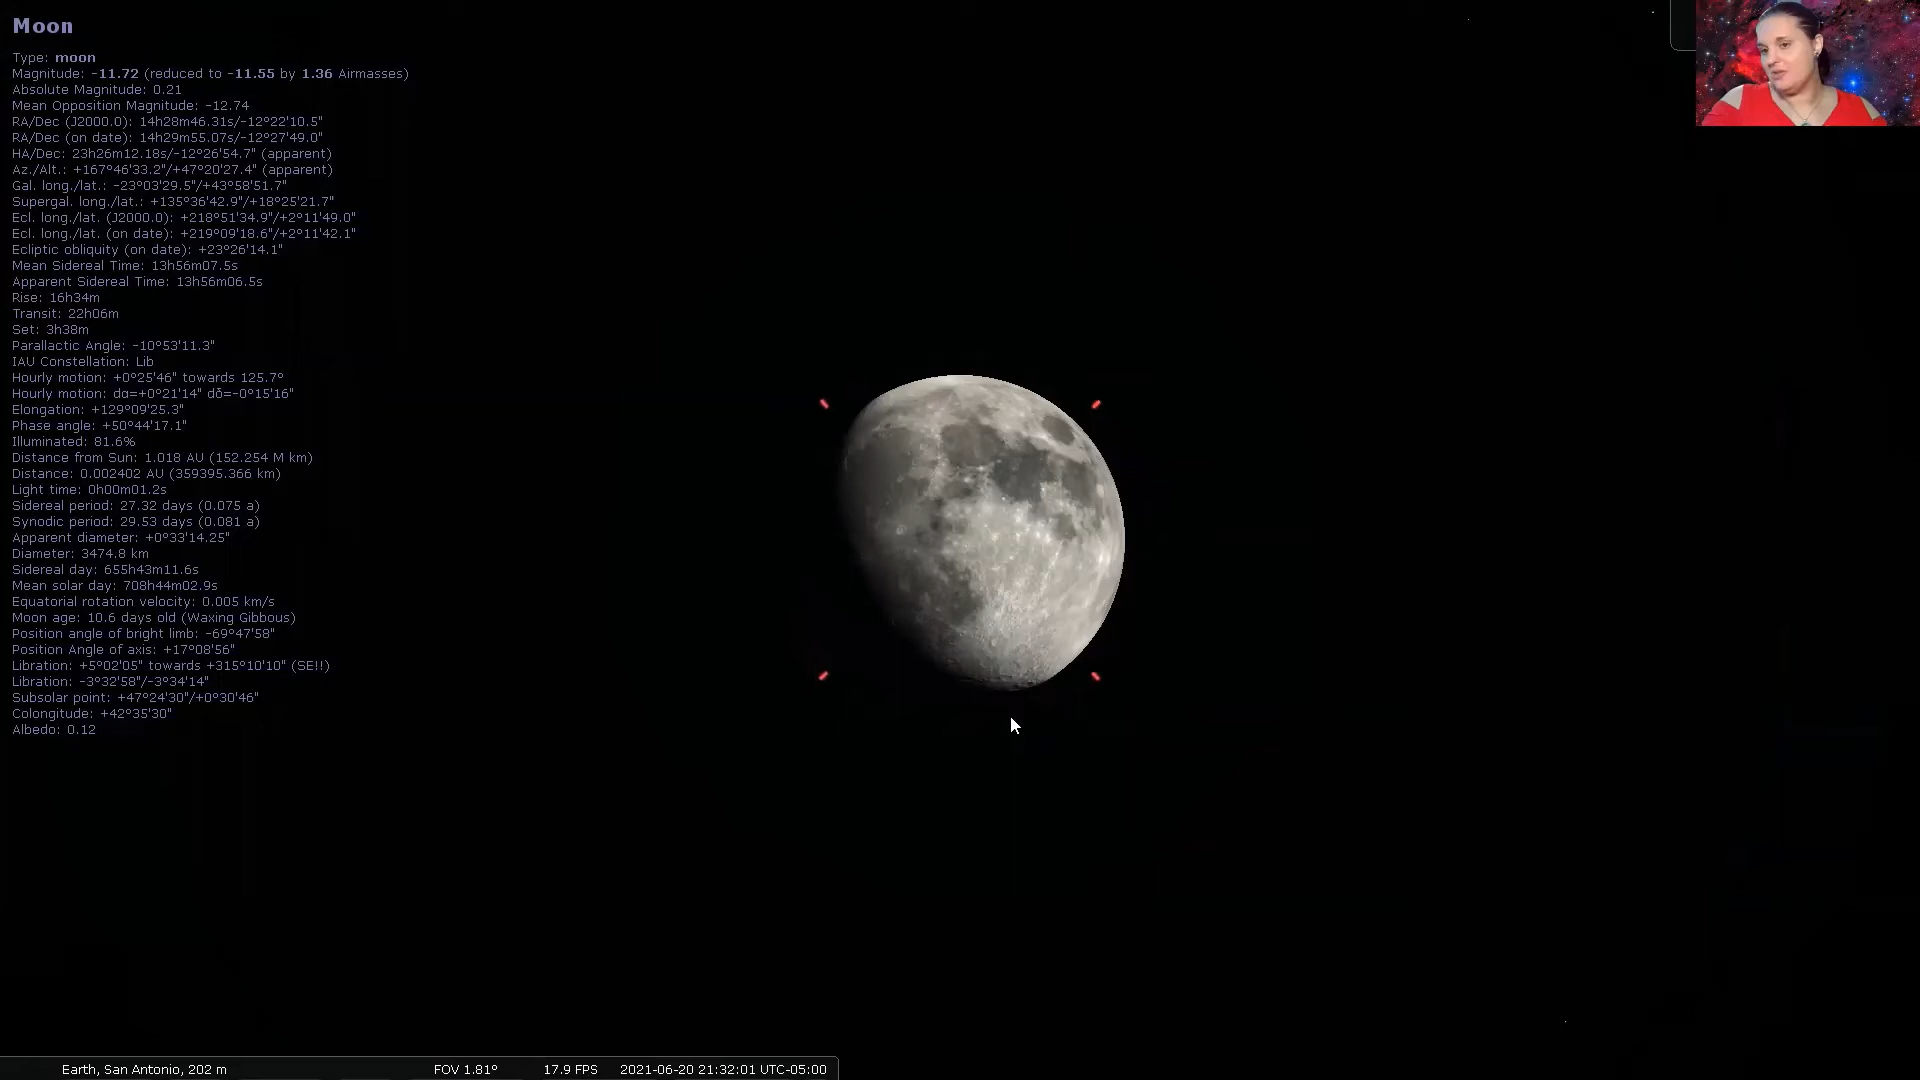 Moon
Type: moon
Magnitude: -11.72 (reduced to -11.55 by 1.36 Airmasses)
Absolute Magnitude: 0.21
Mean Opposition Magnitude: -12.74
RA/Dec (J2000.0): 14h28m46.31s/-12°22'10.5"
RA/Dec (on date): 14h29m55.07s/-12°27'49.0"
HA/Dec: 23h26m12.18s/-12°26'54.7" (apparent)
Az./Alt.: +167°46'33.2"/+47°20'27.4" (apparent)
Gal. long./lat.: -23°03'29.5"/+43°58'51.7"
Supergal. long./lat.: +135°36'42.9"/+18°25'21.7"
Ecl. long./lat. (J2000.0): +218°51'34.9"/+2°11'49.0"
Ecl. long./lat. (on date): +219°09'18.6"/+2°11'42.1"
Ecliptic obliquity (on date): +23°26'14.1"
Mean Sidereal Time: 13h56m07.5s
Apparent Sidereal Time: 13h56m06.5s
Rise: 16h34m
Transit: 22h06m
Set: 3h38m
Parallactic Angle: -10°53'11.3"
IAU Constellation: Lib
Hourly motion: +0°25'46" towards 125.7°
Hourly motion: dα=+0°21'14" dδ=-0°15'16"
Elongation: +129°09'25.3"
Phase angle: +50°44'17.1"
Illuminated: 81.6%
Distance from Sun: 1.018 AU (152.254 M km)
Distance: 0.002402 AU (359395.366 km)
Light time: 0h00m01.2s
Sidereal period: 27.32 days (0.075 a)
Synodic period: 29.53 days (0.081 a)
Apparent diameter: +0°33'14.25"
Diameter: 3474.8 km
Sidereal day: 655h43m11.6s
Mean solar day: 708h44m02.9s
Equatorial rotation velocity: 0.005 km/s
Moon age: 10.6 days old (Waxing Gibbous)
Position angle of bright limb: -69°47'58"
Position Angle of axis: +17°08'56"
Libration: +5°02'05" towards +315°10'10" (SE!!)
Libration: -3°32'58"/-3°34'14"
Subsolar point: +47°24'30"/+0°30'46"
Colongitude: +42°35'30"
Albedo: 0.12
Earth, San Antonio, 202 m FOV 1.81° 17.9 FPS 2021-06-20 21:32:01 UTC-05:00